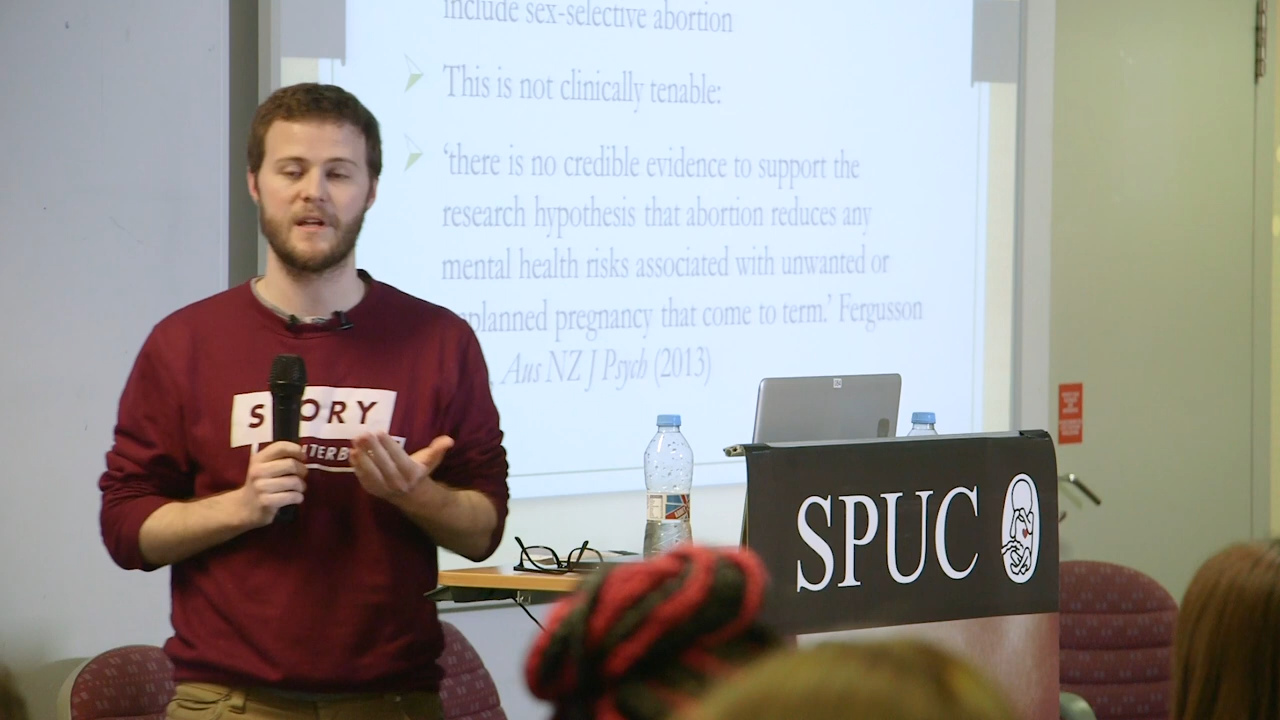 include sex-selective abortion
This is not clinically tenable:
'there is no credible evidence to support the
research hypothesis that abortion reduces any
mental health risks associated with unwanted or
planned pregnancy that come to term.' Fergusson
Aus NZ J Psych (2013)
S ORY
TERB
SPUC